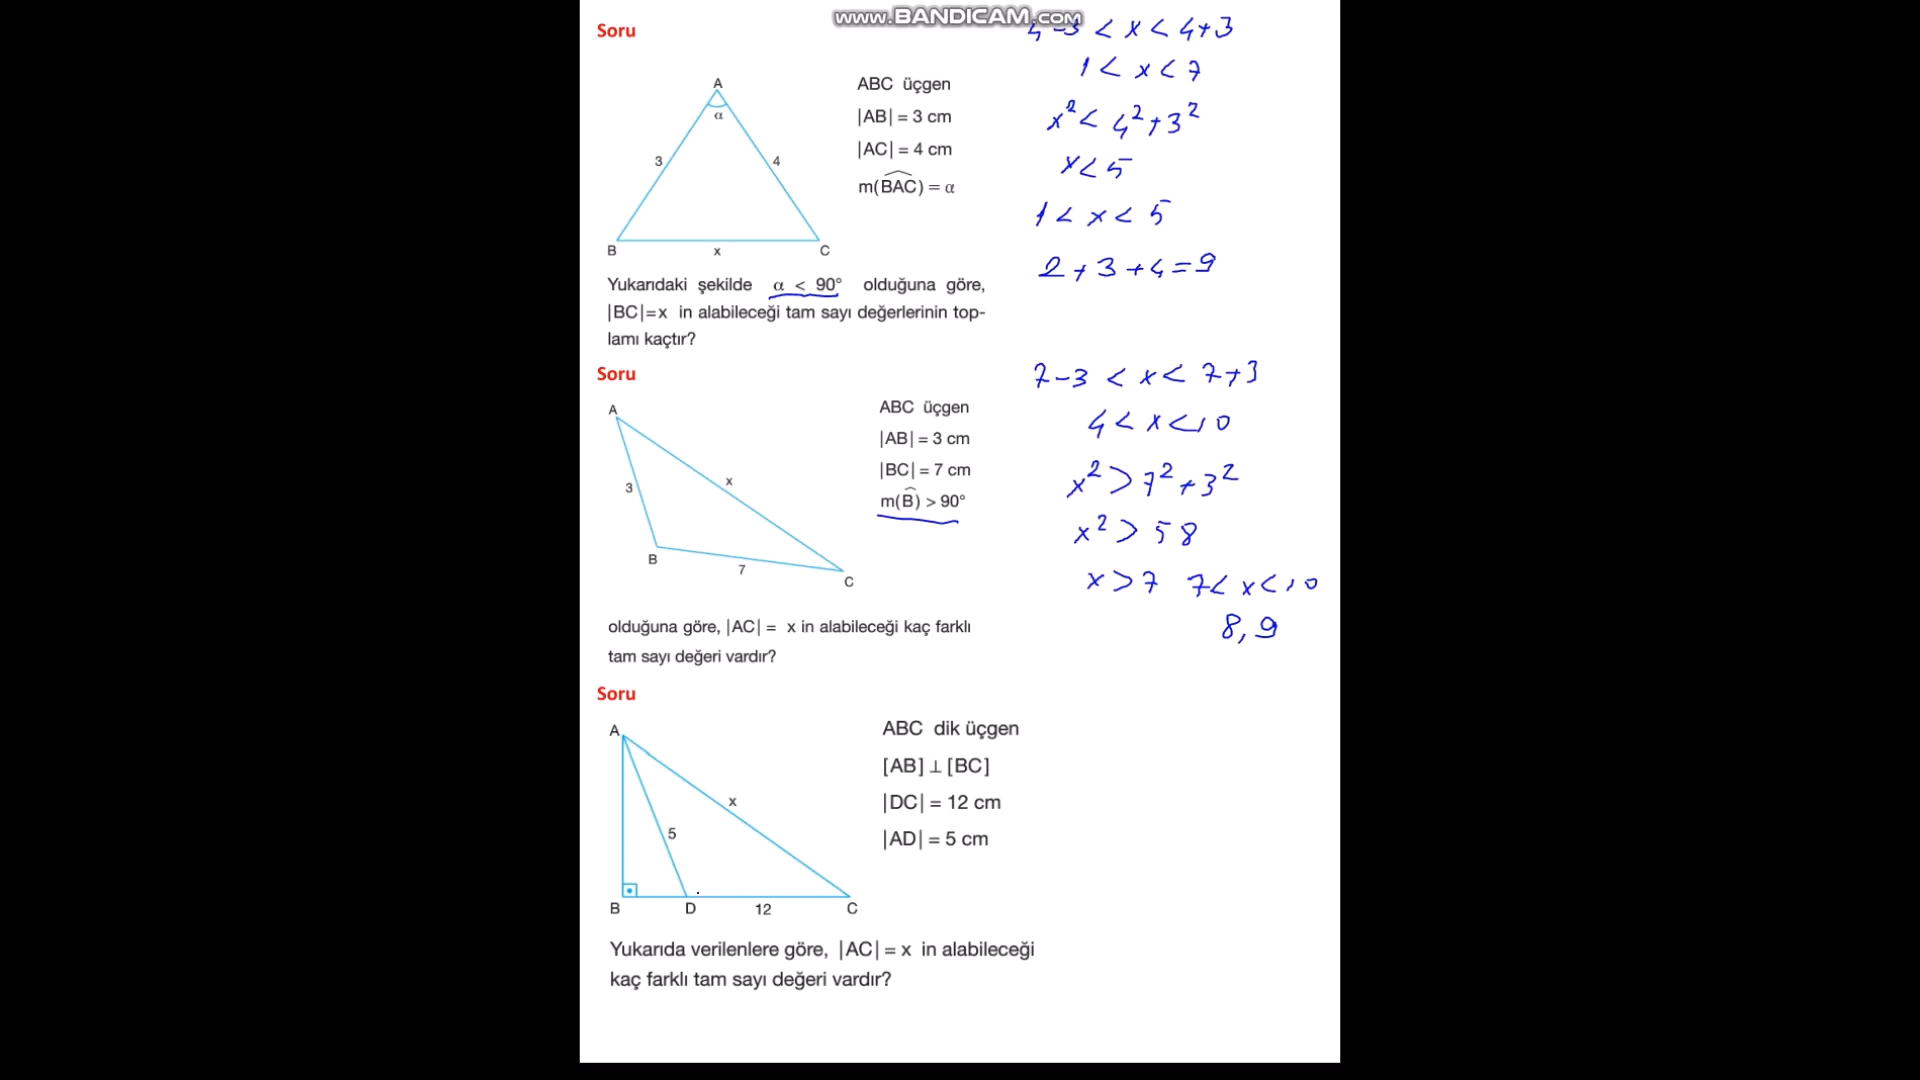 www.BANDICAM.com
Soru
A
α
3
4
B
x
C
ABC üçgen
|AB| = 3 cm
|AC| = 4 cm
m(BAC) = α
4-3 < x < 4+3
1 < x < 7
x² < 4² + 3²
x < 5
1 < x < 5
2 + 3 + 4 = 9
Yukarıdaki şekilde α < 90° olduğuna göre,
|BC|=x in alabileceği tam sayı değerlerinin top-
lamı kaçtır?
Soru
A
3
x
B
7
C
ABC üçgen
|AB| = 3 cm
|BC| = 7 cm
m(B) > 90°
7-3 < x < 7+3
4 < x < 10
x² > 7² + 3²
x² > 58
x > 7 7 < x < 10
8, 9
olduğuna göre, |AC| = x in alabileceği kaç farklı
tam sayı değeri vardır?
Soru
A
x
5
B
D
12
C
ABC dik üçgen
[AB] ⊥ [BC]
|DC| = 12 cm
|AD| = 5 cm
Yukarıda verilenlere göre, |AC| = x in alabileceği
kaç farklı tam sayı değeri vardır?